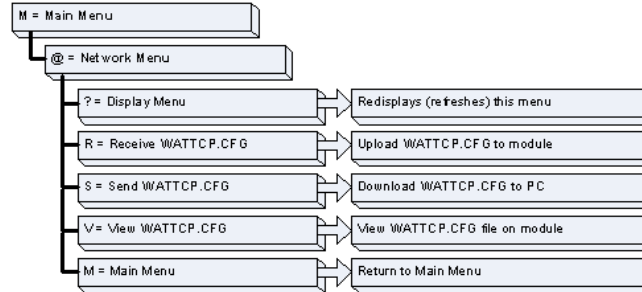 M = Main Menu
@ = Network Menu
? = Display Menu
Redisplays (refreshes) this menu
R = Receive WATTCP.CFG
Upload WATTCP.CFG to module
S = Send WATTCP.CFG
Download WATTCP.CFG to PC
V = View WATTCP.CFG
View WATTCP.CFG file on module
M = Main Menu
Return to Main Menu